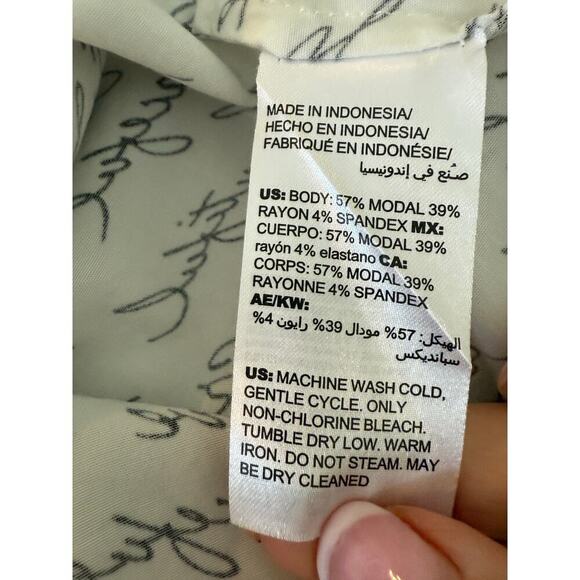 MADE IN INDONESIA/
HECHO EN INDONESIA/
FABRIQUÉ EN INDONÉSIE/
صُنع في إندونيسيا
US: BODY: 57% MODAL 39%
RAYON 4% SPANDEX MX:
CUERPO: 57% MODAL 39%
rayón 4% elastano CA:
CORPS: 57% MODAL 39%
RAYONNE 4% SPANDEX
AE/KW:
الهيكل: 57% مودال 39% رايون 4%
سبانديكس
US: MACHINE WASH COLD,
GENTLE CYCLE. ONLY
NON-CHLORINE BLEACH.
TUMBLE DRY LOW. WARM
IRON. DO NOT STEAM. MAY
BE DRY CLEANED